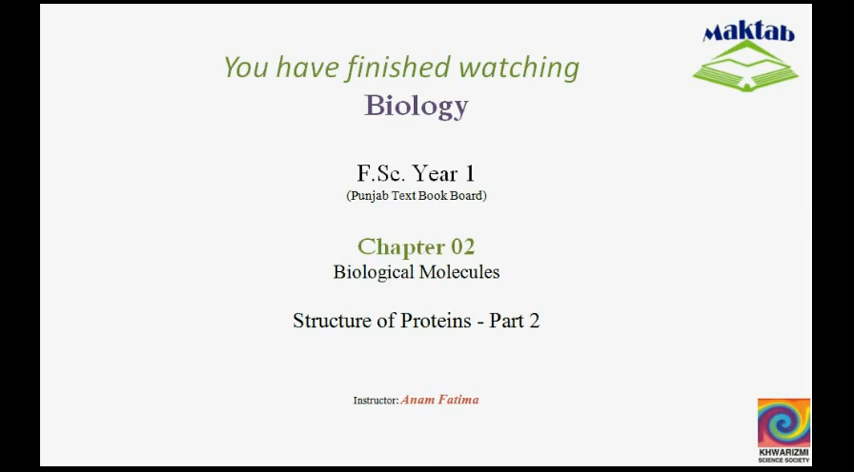 Maktab
You have finished watching
Biology
F.Sc. Year 1
(Punjab Text Book Board)
Chapter 02
Biological Molecules
Structure of Proteins - Part 2
Instructor: Anam Fatima
KHWARIZMI
SCIENCE SOCIETY